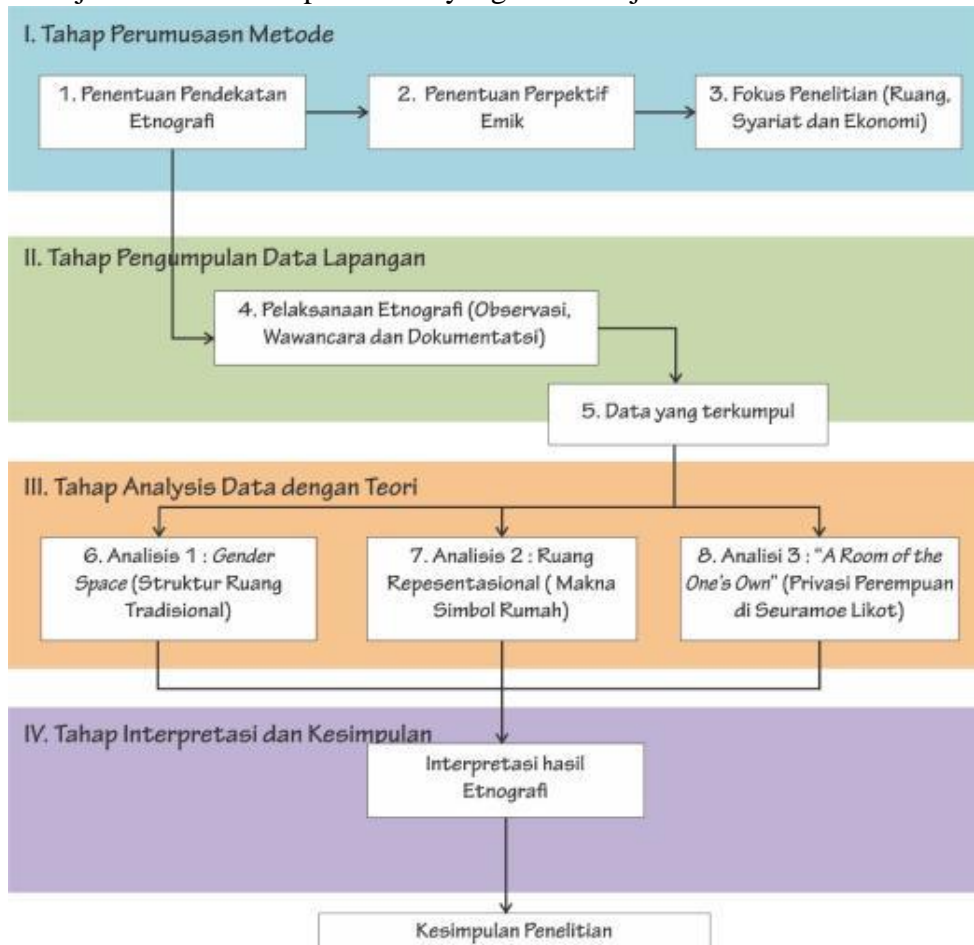 I. Tahap Perumusasn Metode
1. Penentuan Pendekatan
Etnografi
2. Penentuan Perpektif
Emik
3. Fokus Penelitian (Ruang,
Syariat dan Ekonomi)
II. Tahap Pengumpulan Data Lapangan
4. Pelaksanaan Etnografi (Observasi,
Wawancara dan Dokumentatsi)
5. Data yang terkumpul
III. Tahap Analysis Data dengan Teori
6. Analisis 1 : Gender
Space (Struktur Ruang
Tradisional)
7. Analisis 2 : Ruang
Repesentasional ( Makna
Simbol Rumah)
8. Analisi 3 : "A Room of the
One's Own" (Privasi Perempuan
di Seuramoe Likot)
IV. Tahap Interpretasi dan Kesimpulan
Interpretasi hasil
Etnografi
Kesimpulan Penelitian